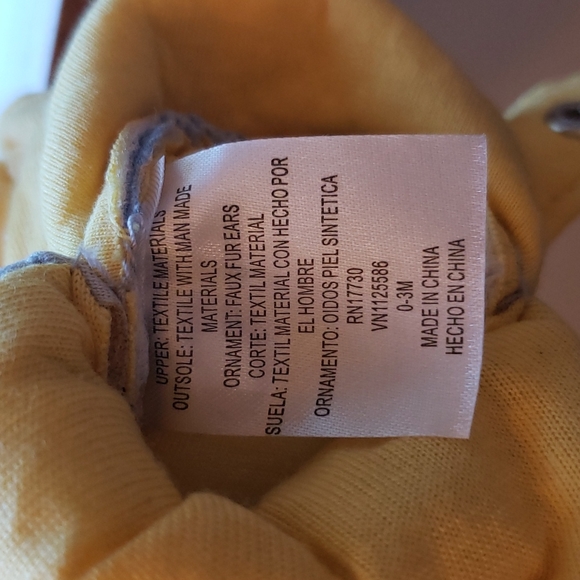 UPPER: TEXTILE MATERIALS
OUTSOLE: TEXTILE WITH MAN MADE
MATERIALS
ORNAMENT: FAUX FUR EARS
CORTE: TEXTIL MATERIAL
SUELA: TEXTIL MATERIAL CON HECHO POR
EL HOMBRE
ORNAMENTO: OIDOS PIEL SINTETICA
RN17730
VN1125586
0-3M
MADE IN CHINA
HECHO EN CHINA